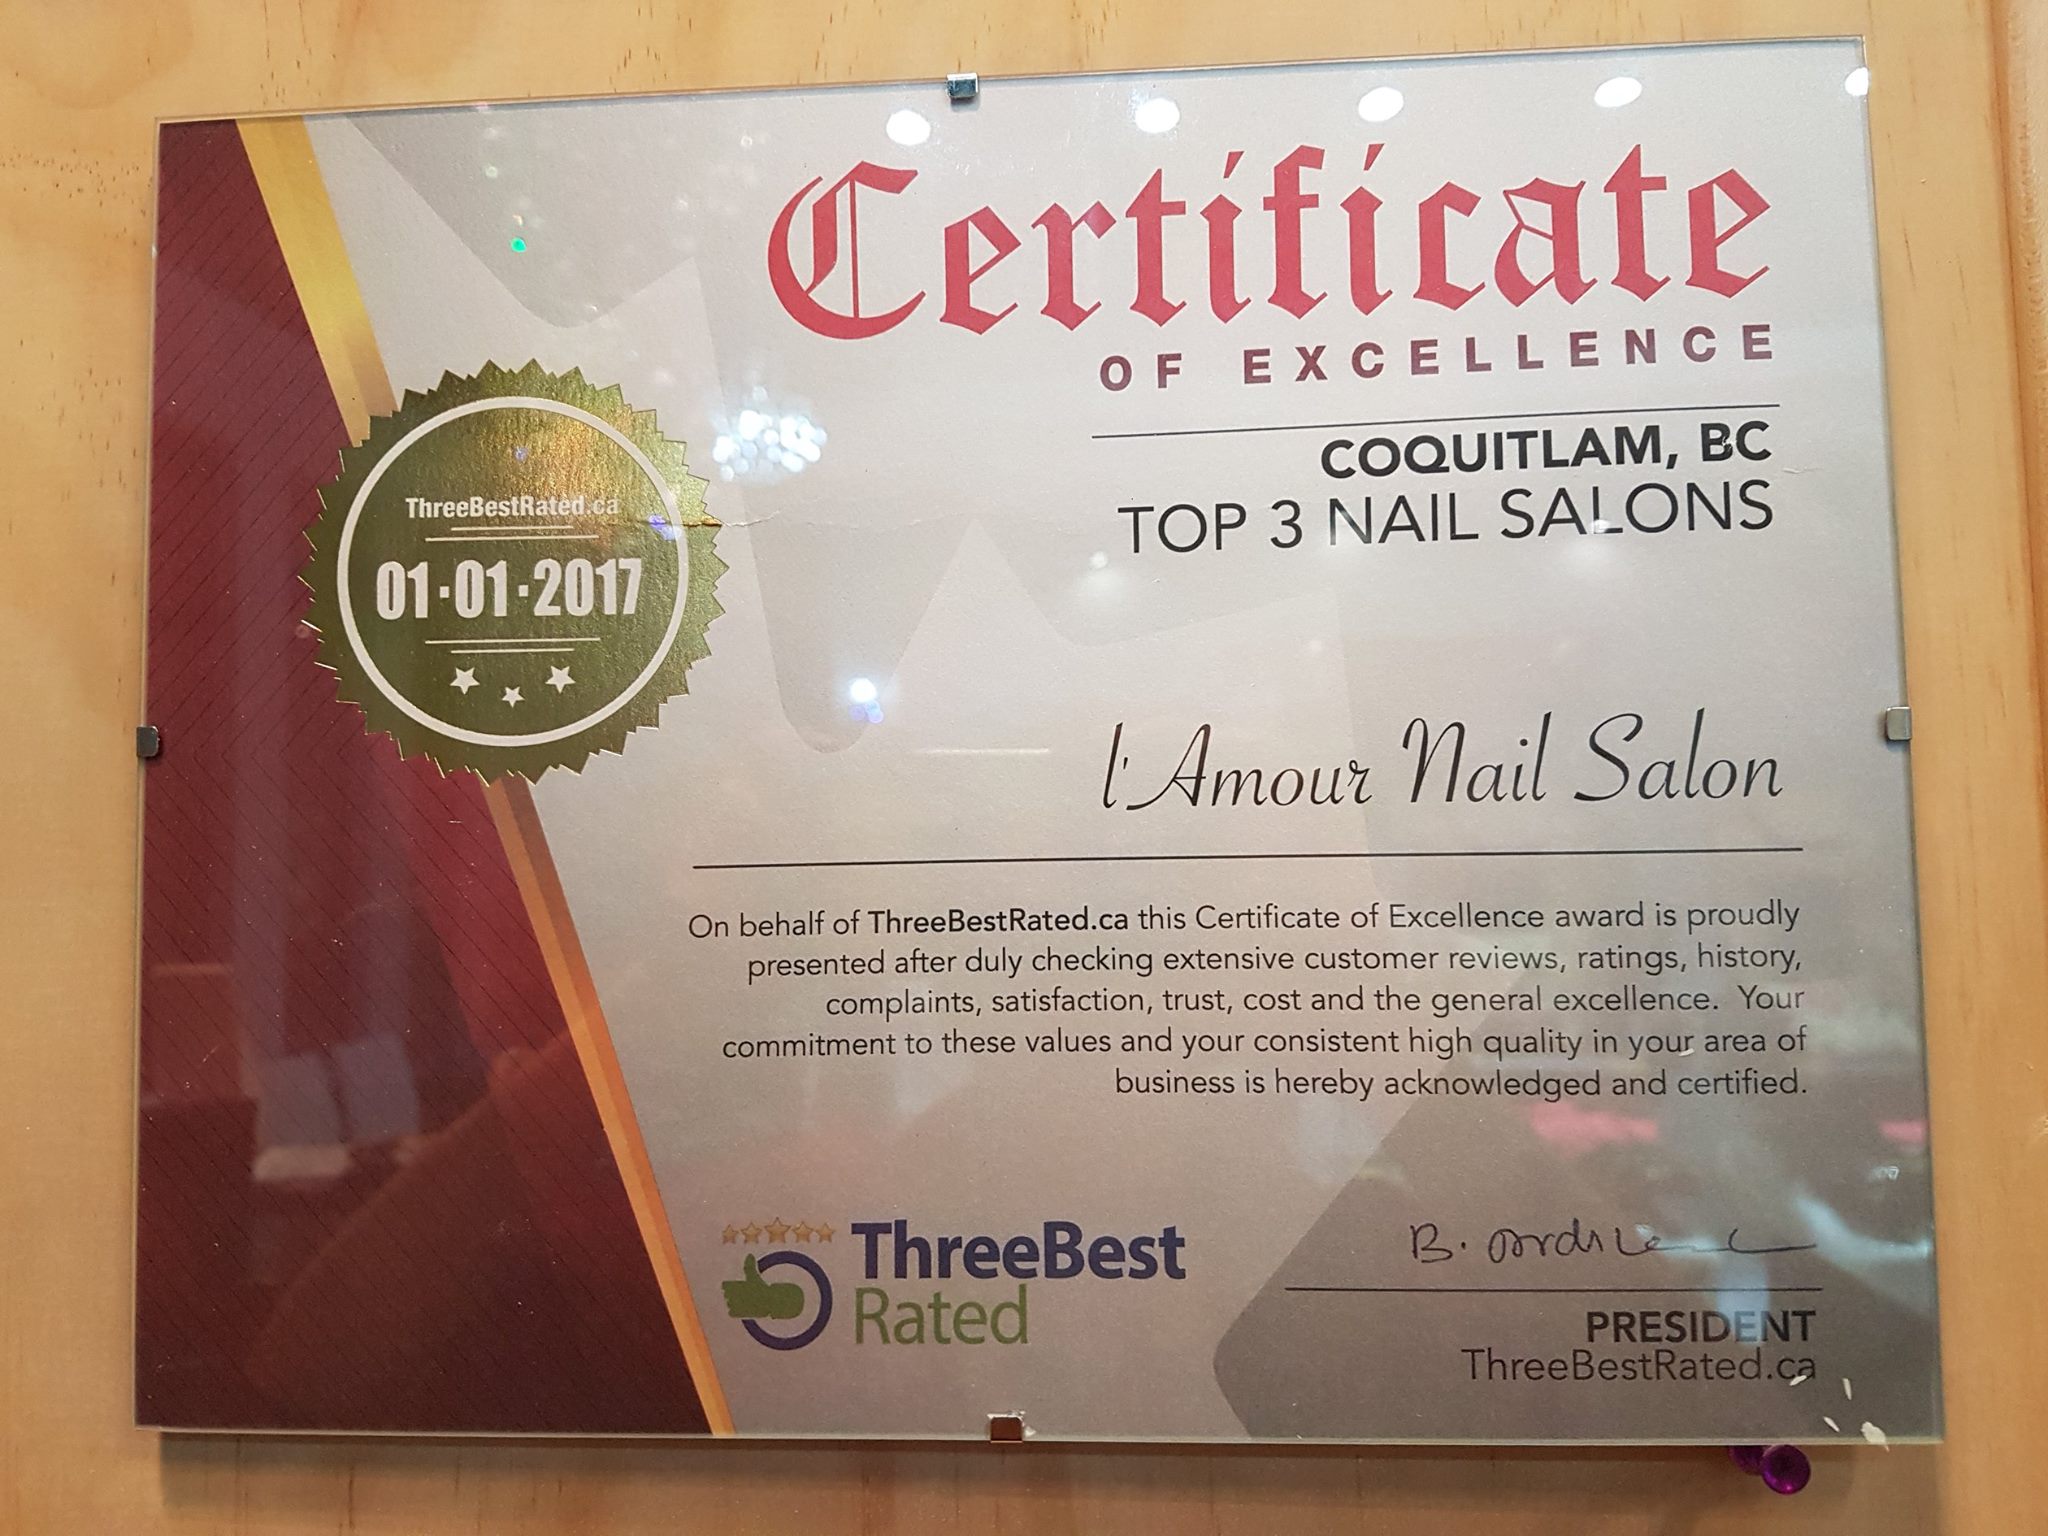 Certificate
OF EXCELLENCE
COQUITLAM, BC
TOP 3 NAIL SALONS
ThreeBestRated.ca
01·01·2017
l'Amour Nail Salon
On behalf of ThreeBestRated.ca this Certificate of Excellence award is proudly
presented after duly checking extensive customer reviews, ratings, history,
complaints, satisfaction, trust, cost and the general excellence. Your
commitment to these values and your consistent high quality in your area of
business is hereby acknowledged and certified.
ThreeBest
Rated
B.
PRESIDENT
ThreeBestRated.ca